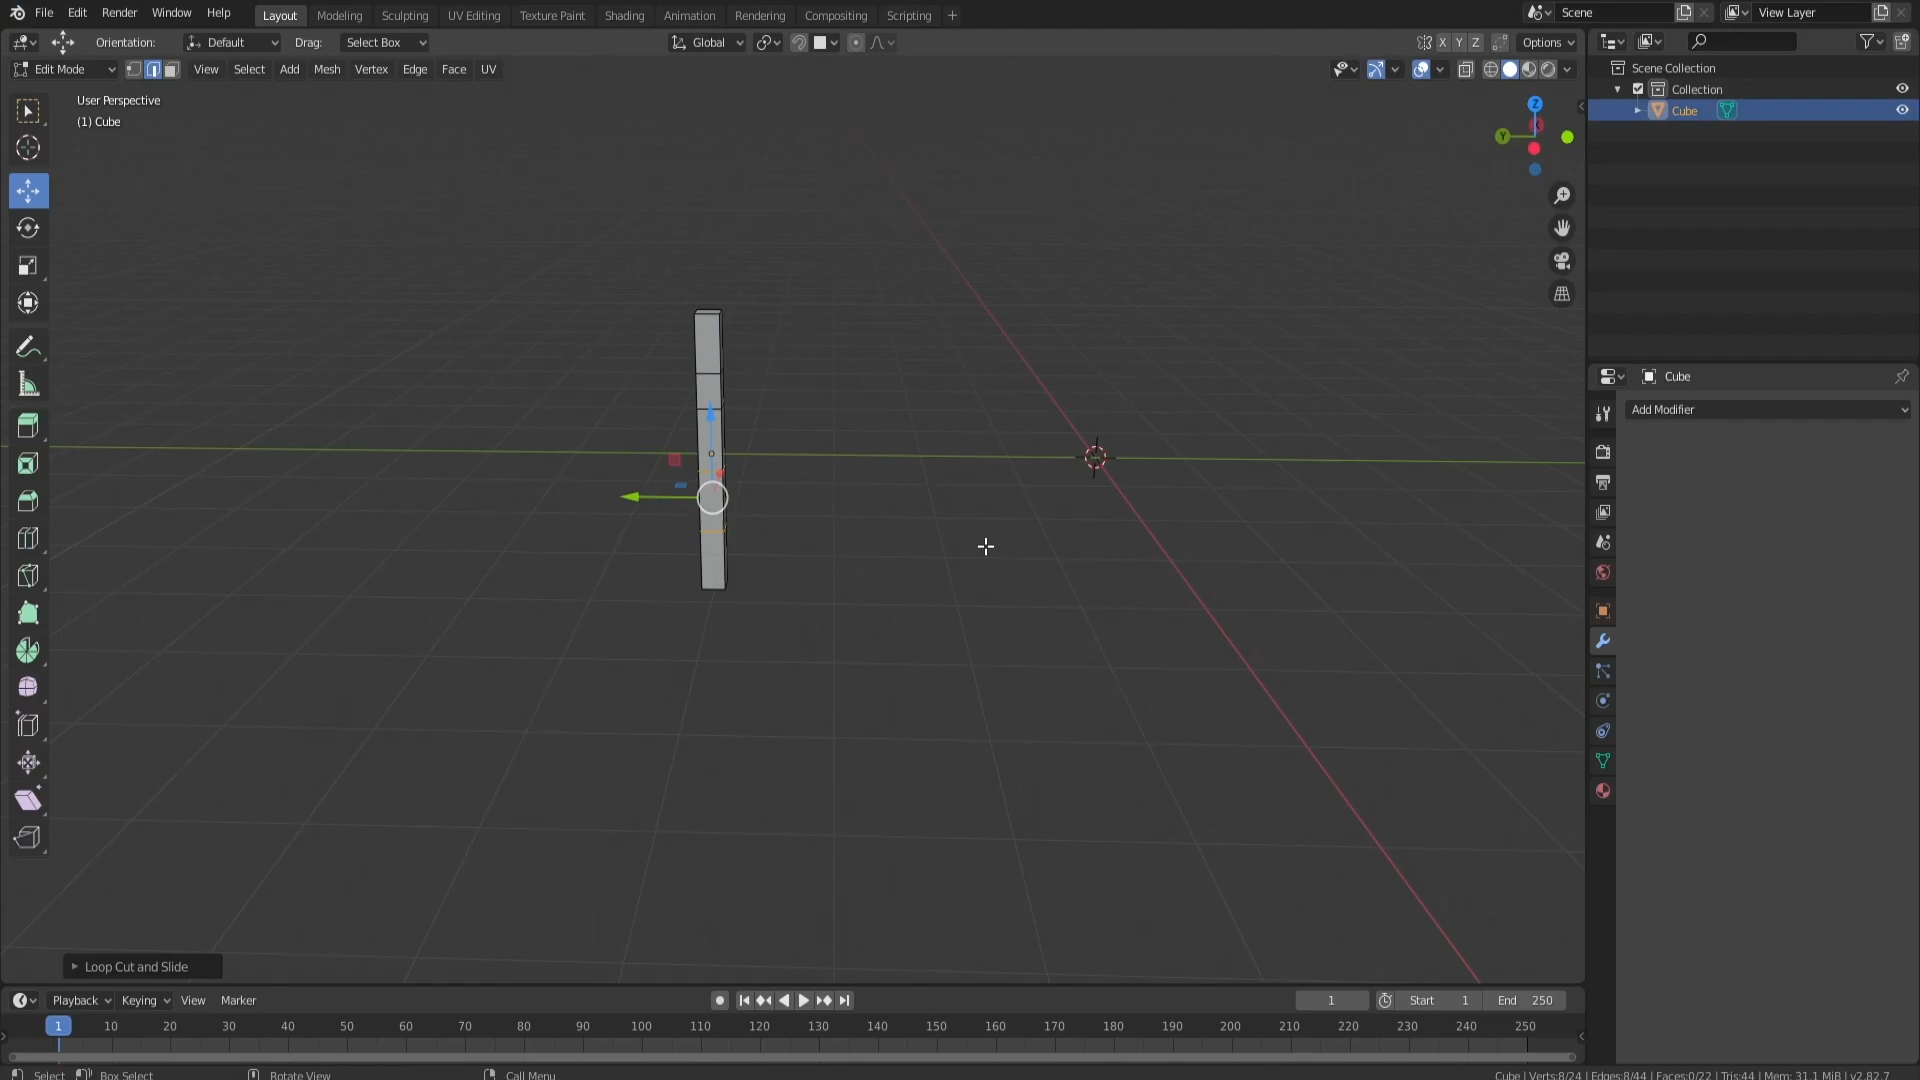 File Edit Render Window Help Layout Modeling Sculpting UV Editing Texture Paint Shading Animation Rendering Compositing Scripting + Scene View Layer
Orientation: Default Drag: Select Box Global X Y Z Options
Edit Mode View Select Add Mesh Vertex Edge Face UV
User Perspective
(1) Cube
Z
Y
Scene Collection
Collection
Cube
Cube
Add Modifier
Loop Cut and Slide
Playback Keying View Marker 1 Start 1 End 250
1 10 20 30 40 50 60 70 80 90 100 110 120 130 140 150 160 170 180 190 200 210 220 230 240 250
Select Box Select Rotate View Call Menu Cube | Verts:8/24 | Edges:8/44 | Faces:0/22 | Tris:44 | Mem: 31.1 MiB | v2.82.7